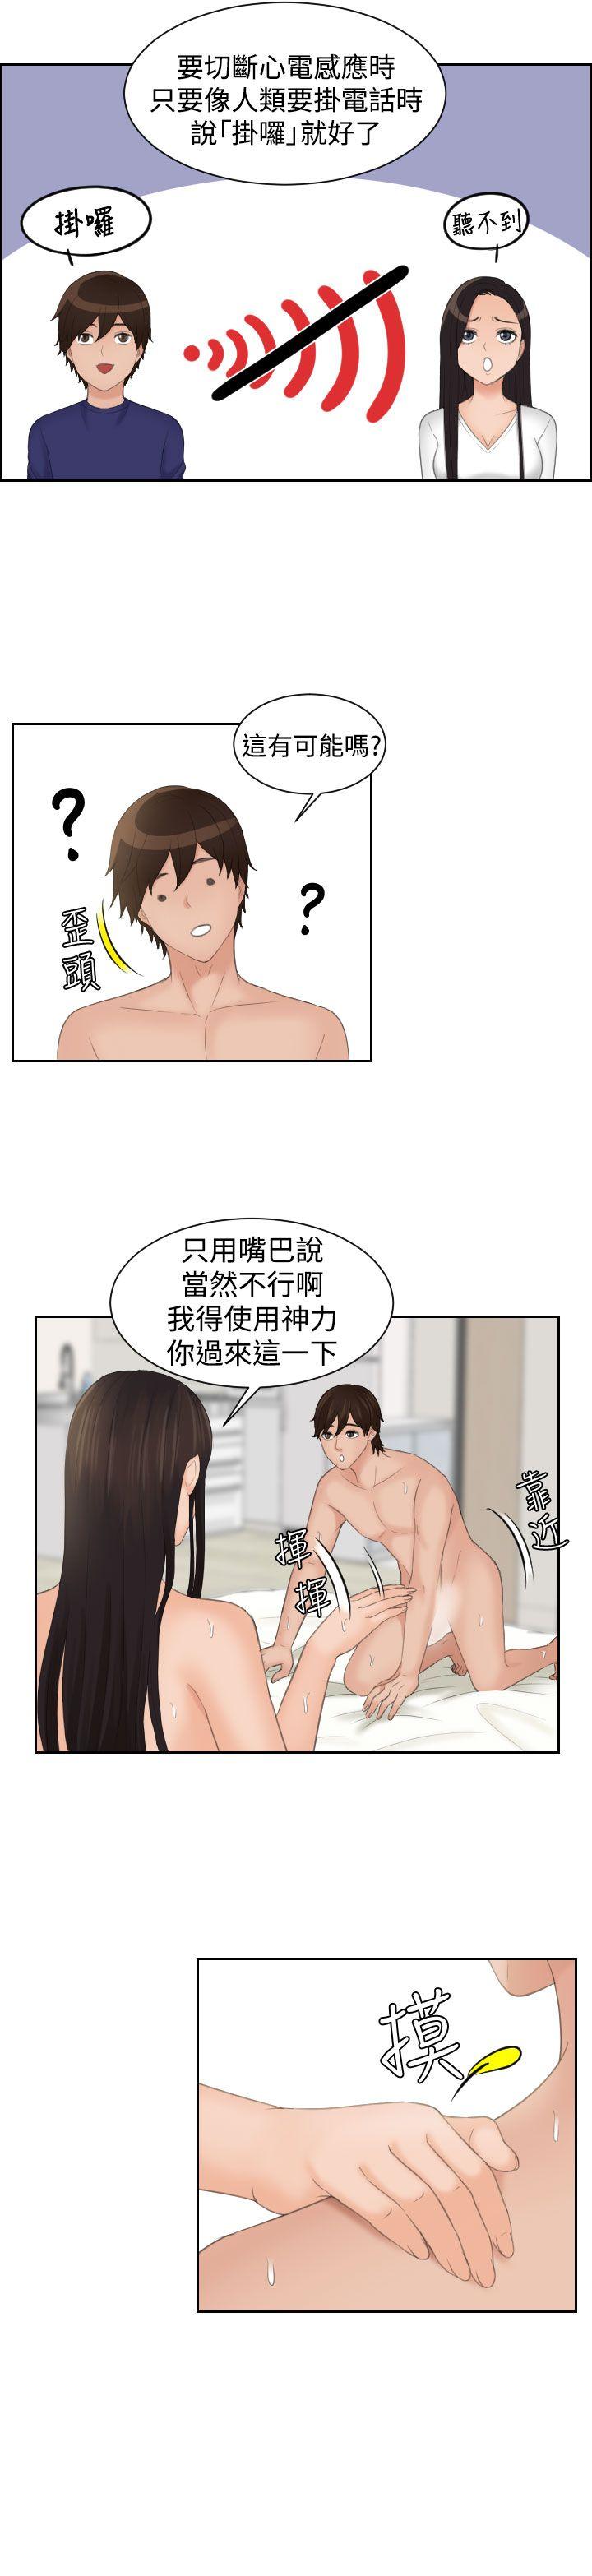 要切斷心電感應時
只要像人類要掛電話時
說「掛囉」就好了
掛囉
聽不到
這有可能嗎?
?
?
歪頭
只用嘴巴說
當然不行啊
我得使用神力
你過來這一下
靠近
揮
揮
摸